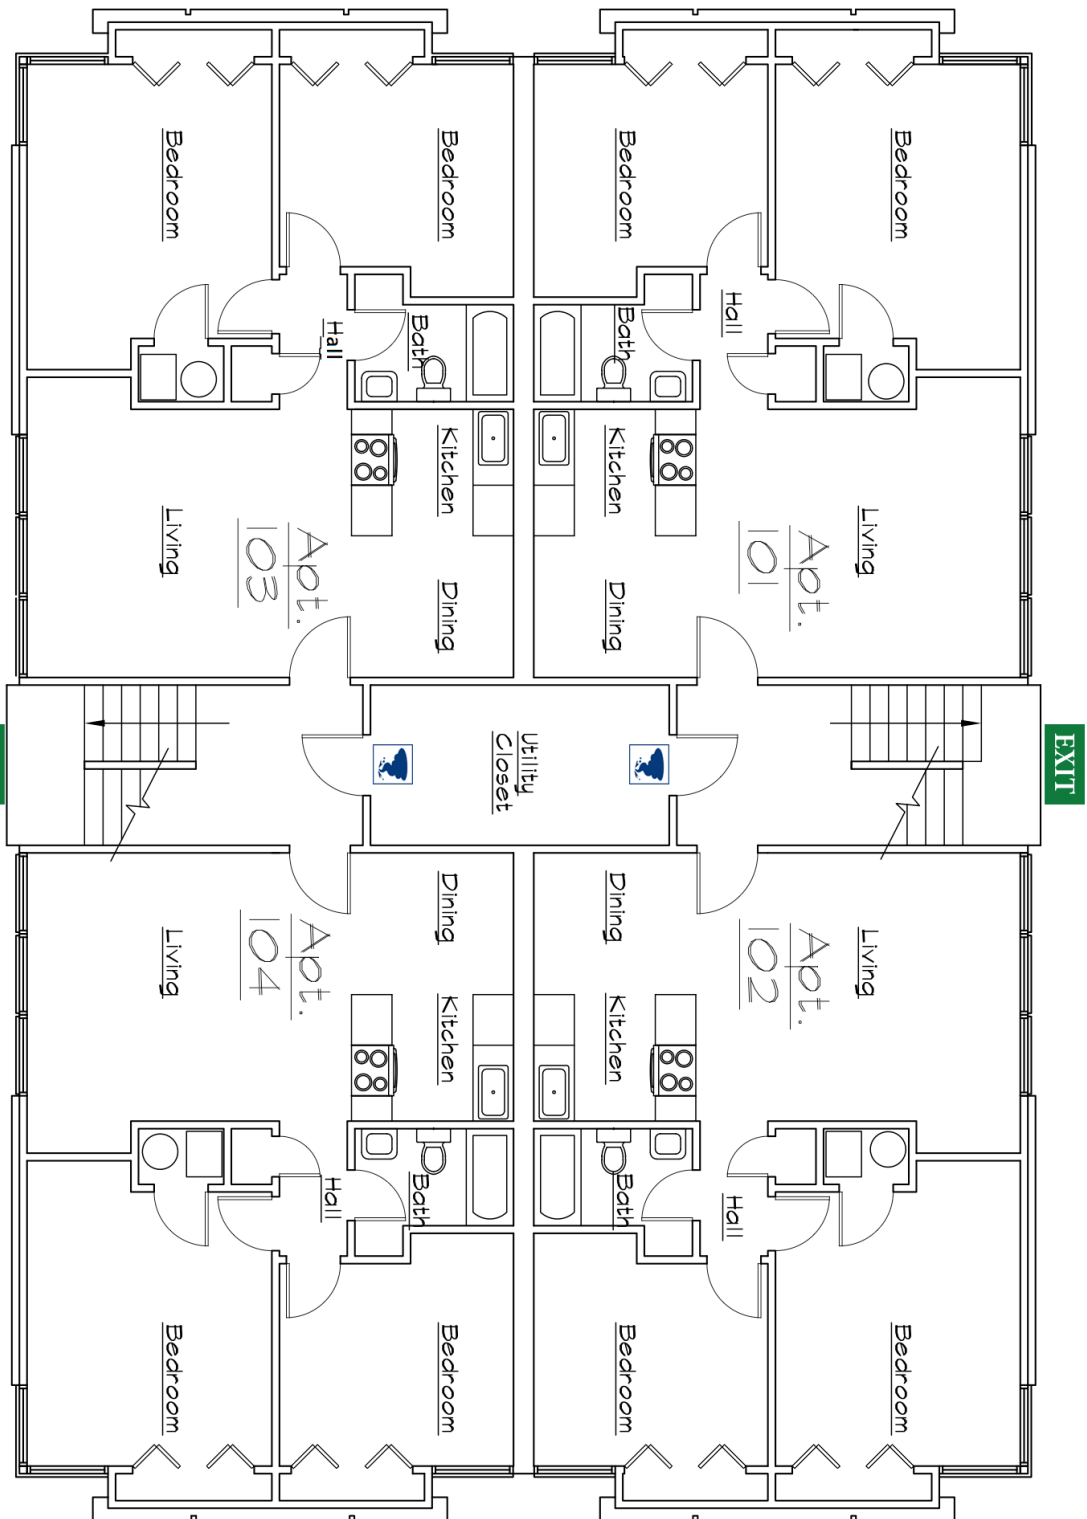 Bedroom
Bedroom
Bedroom
Bedroom
Hall
Bath
Bath
Hall
Kitchen
Kitchen
Living
Apt.
101
Dining
Dining
Apt.
103
Living
EXIT
Utility
Closet
Living
Apt.
102
Dining
Kitchen
Dining
Kitchen
Apt.
104
Living
Hall
Bath
Bath
Hall
Bedroom
Bedroom
Bedroom
Bedroom